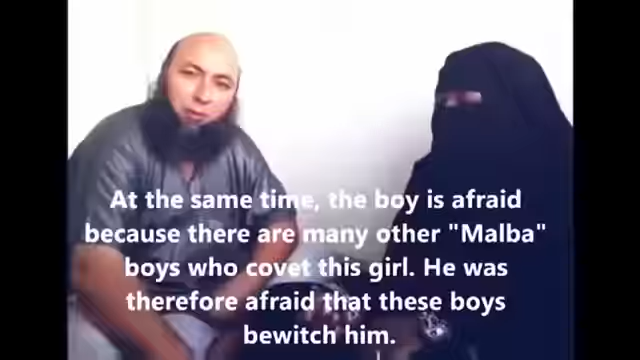 At the same time, the boy is afraid
because there are many other "Malba"
boys who covet this girl. He was
therefore afraid that these boys
bewitch him.